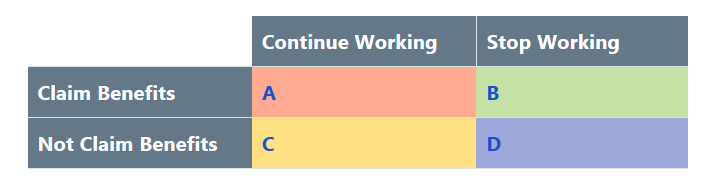 Continue Working Stop Working
Claim Benefits A B
Not Claim Benefits C D